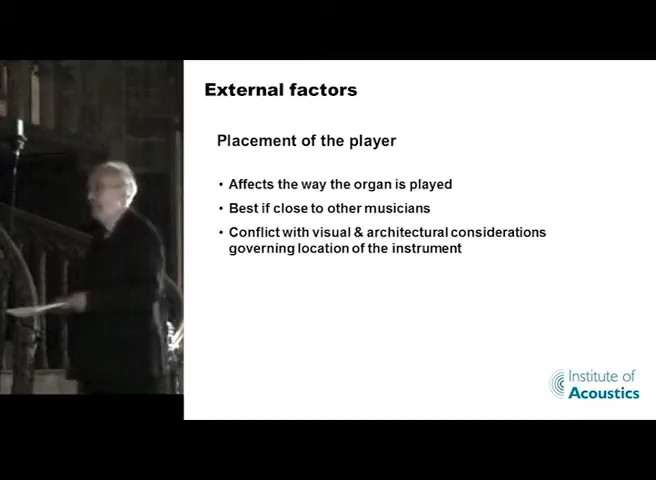 External factors
Placement of the player
• Affects the way the organ is played
• Best if close to other musicians
• Conflict with visual & architectural considerations
governing location of the instrument
Institute of
Acoustics